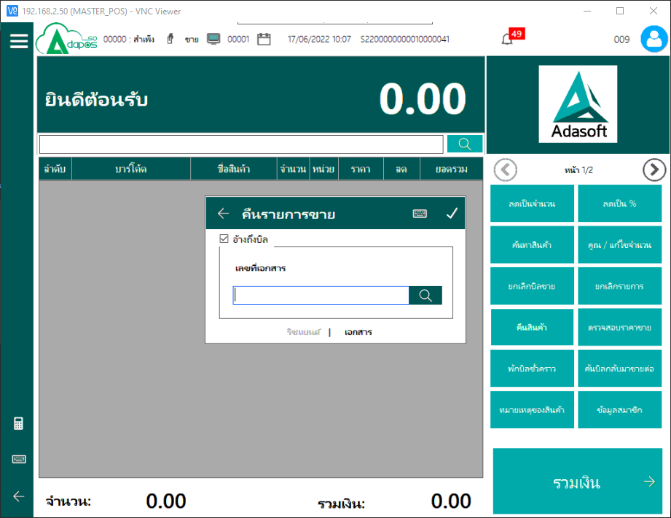 192.168.2.50 (MASTER_POS) - VNC Viewer
Adapos 5.0 00000 : สำเพ็ง ขาย 00001 17/06/2022 10:07 S2200000000010000041 49 009
ยินดีต้อนรับ 0.00
Adasoft
ลำดับ บาร์โค้ด ชื่อสินค้า จำนวน หน่วย ราคา ลด ยอดรวม
หน้า 1/2
คืนรายการขาย
อ้างถึงบิล
เลขที่เอกสาร
ริซมอนส์ | เอกสาร
ลดเป็นจำนวน ลดเป็น %
ค้นหาสินค้า คูณ / แก้ไขจำนวน
ยกเลิกบิลขาย ยกเลิกรายการ
คืนสินค้า ตรวจสอบราคาขาย
พักบิลชั่วคราว คืนบิลกลับมาขายต่อ
หมายเหตุของสินค้า ข้อมูลสมาชิก
รวมเงิน
จำนวน: 0.00 รวมเงิน: 0.00